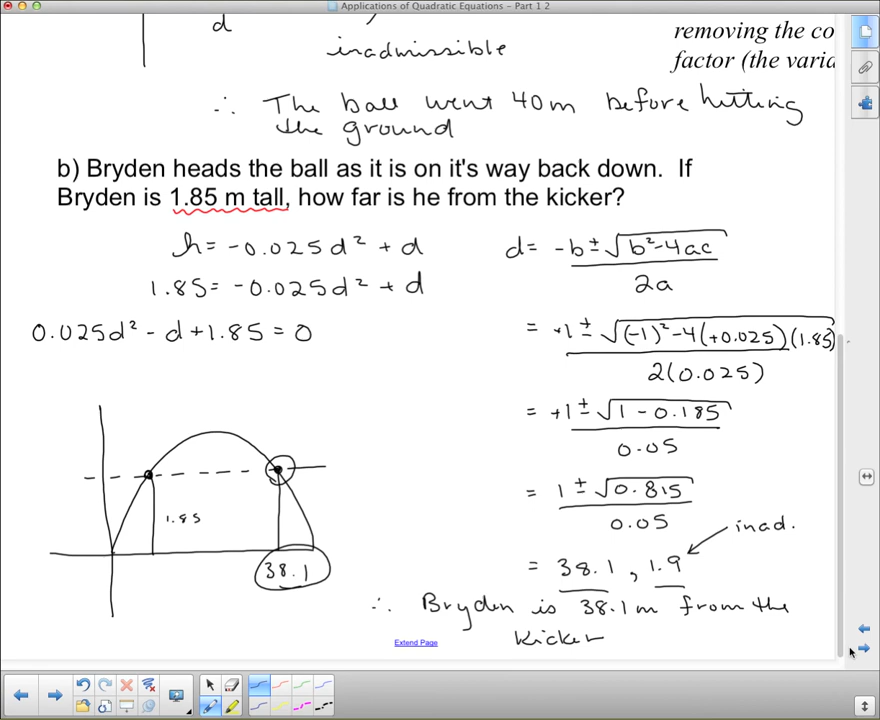 Applications of Quadratic Equations - Part 1 2
d
inadmissible
removing the co
factor (the varia
∴ The ball went 40m before hitting
the ground
b) Bryden heads the ball as it is on it's way back down. If
Bryden is 1.85 m tall, how far is he from the kicker?
h = -0.025d² + d
1.85 = -0.025d² + d
0.025d² - d + 1.85 = 0
d = -b ± √(b² - 4ac)
2a
= +1 ± √((-1)² - 4(+0.025)(1.85)
2(0.025)
= +1 ± √(1 - 0.185)
0.05
= 1 ± √0.815
0.05
inad.
= 38.1, 1.9
1.85
38.1
∴ Bryden is 38.1m from the
kicker
Extend Page